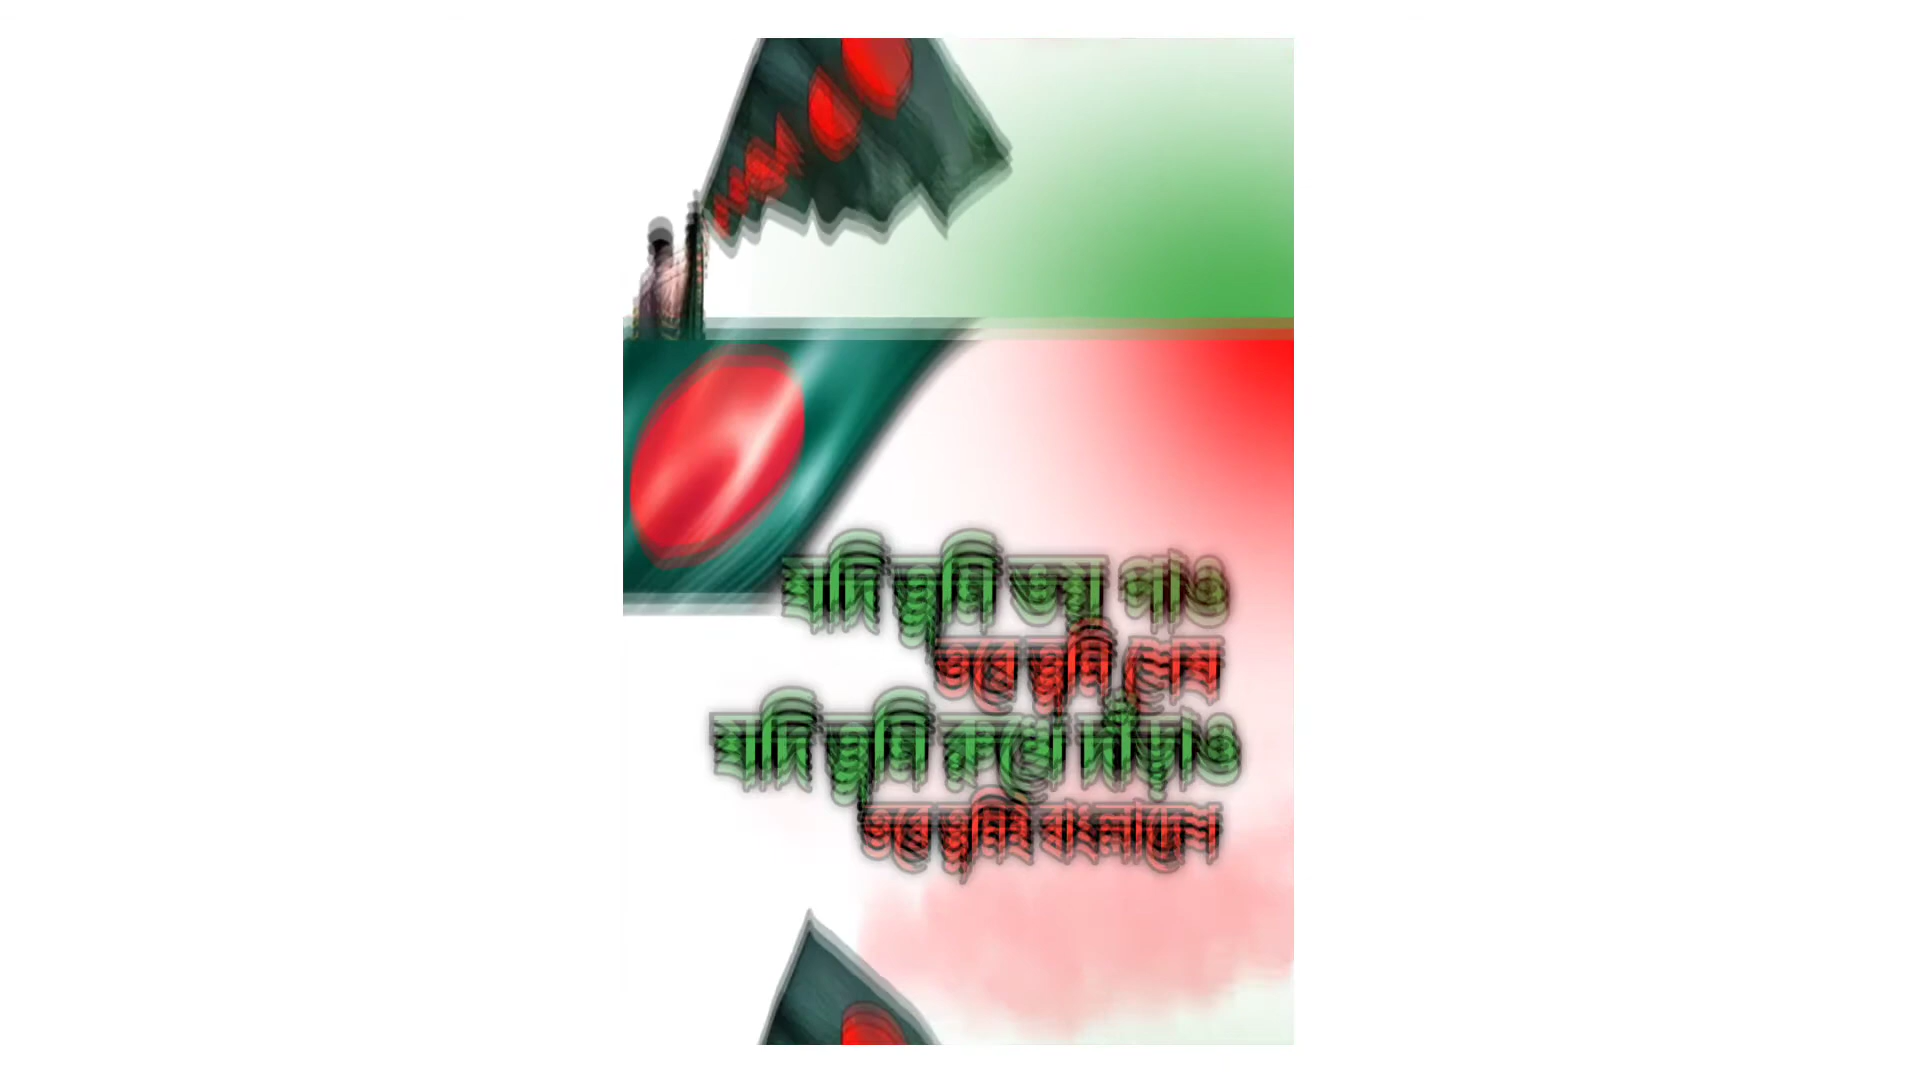 যদি তুমি ভয় পাও
তবে তুমি শেষ
যদি তুমি রুখে দাঁড়াও
তবে তুমিই বাংলাদেশ